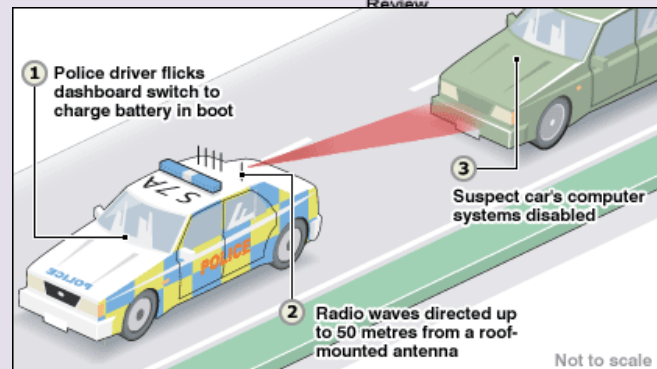 Review
1 Police driver flicks
dashboard switch to
charge battery in boot
3
Suspect car's computer
systems disabled
S7A
POLICE
POLICE
2 Radio waves directed up
to 50 metres from a roof-
mounted antenna
Not to scale